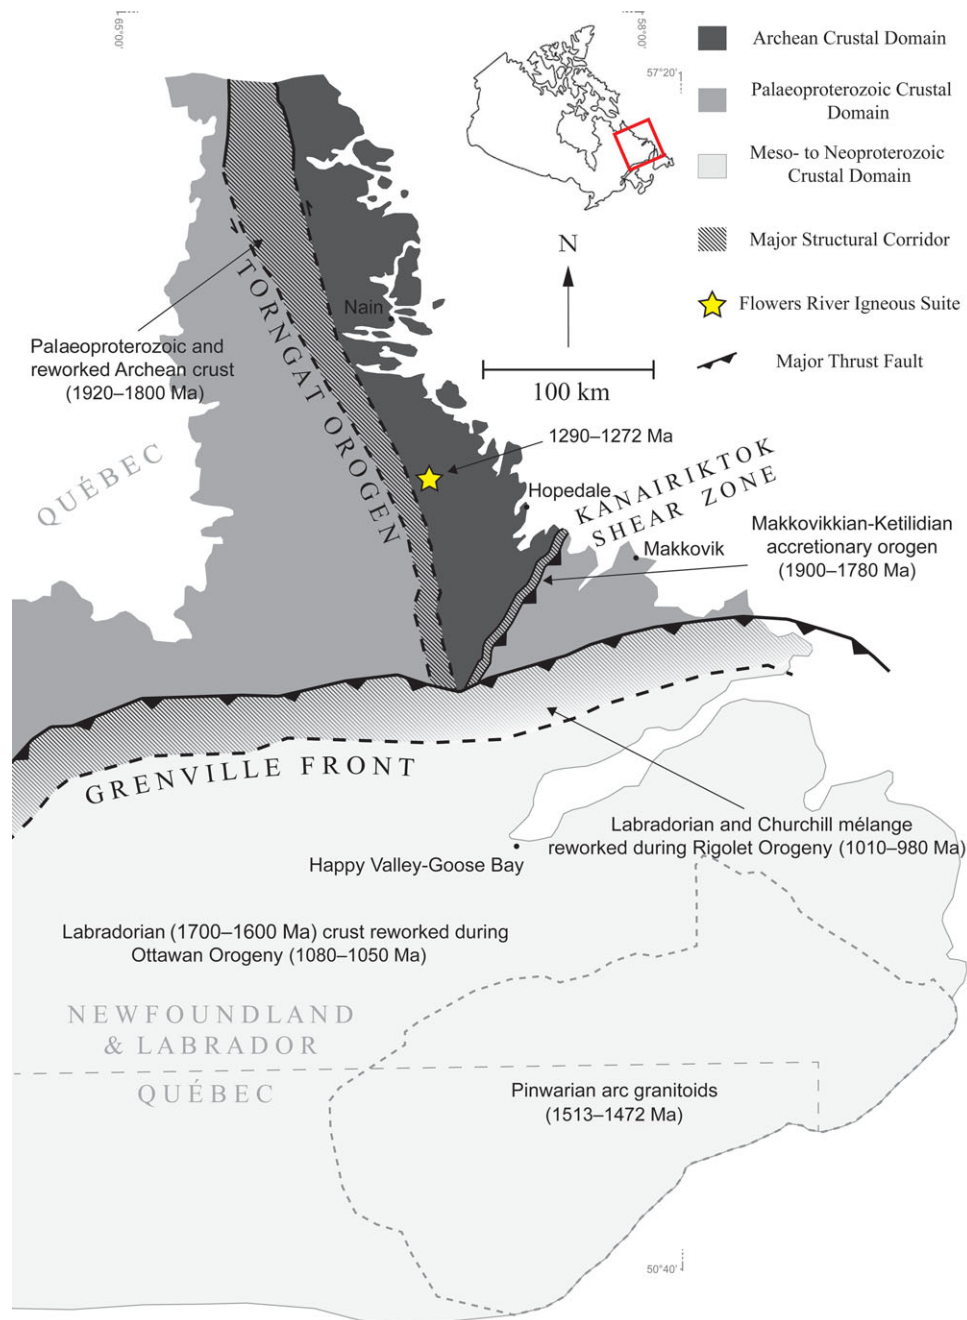 65°00'
58°00'
57°20'
Archean Crustal Domain
Palaeoproterozoic Crustal
Domain
Meso- to Neoproterozoic
Crustal Domain
Major Structural Corridor
Flowers River Igneous Suite
Major Thrust Fault
N
100 km
Nain
TORNGAT OROGEN
Palaeoproterozoic and
reworked Archean crust
(1920–1800 Ma)
QUÉBEC
1290–1272 Ma
Hopedale
KANAIRIKTOK
SHEAR ZONE
Makkovik
Makkovikkian-Ketilidian
accretionary orogen
(1900–1780 Ma)
GRENVILLE FRONT
Labradorian and Churchill mélange
reworked during Rigolet Orogeny (1010–980 Ma)
Happy Valley-Goose Bay
Labradorian (1700–1600 Ma) crust reworked during
Ottawan Orogeny (1080–1050 Ma)
NEWFOUNDLAND
& LABRADOR
QUÉBEC
Pinwarian arc granitoids
(1513–1472 Ma)
50°40'